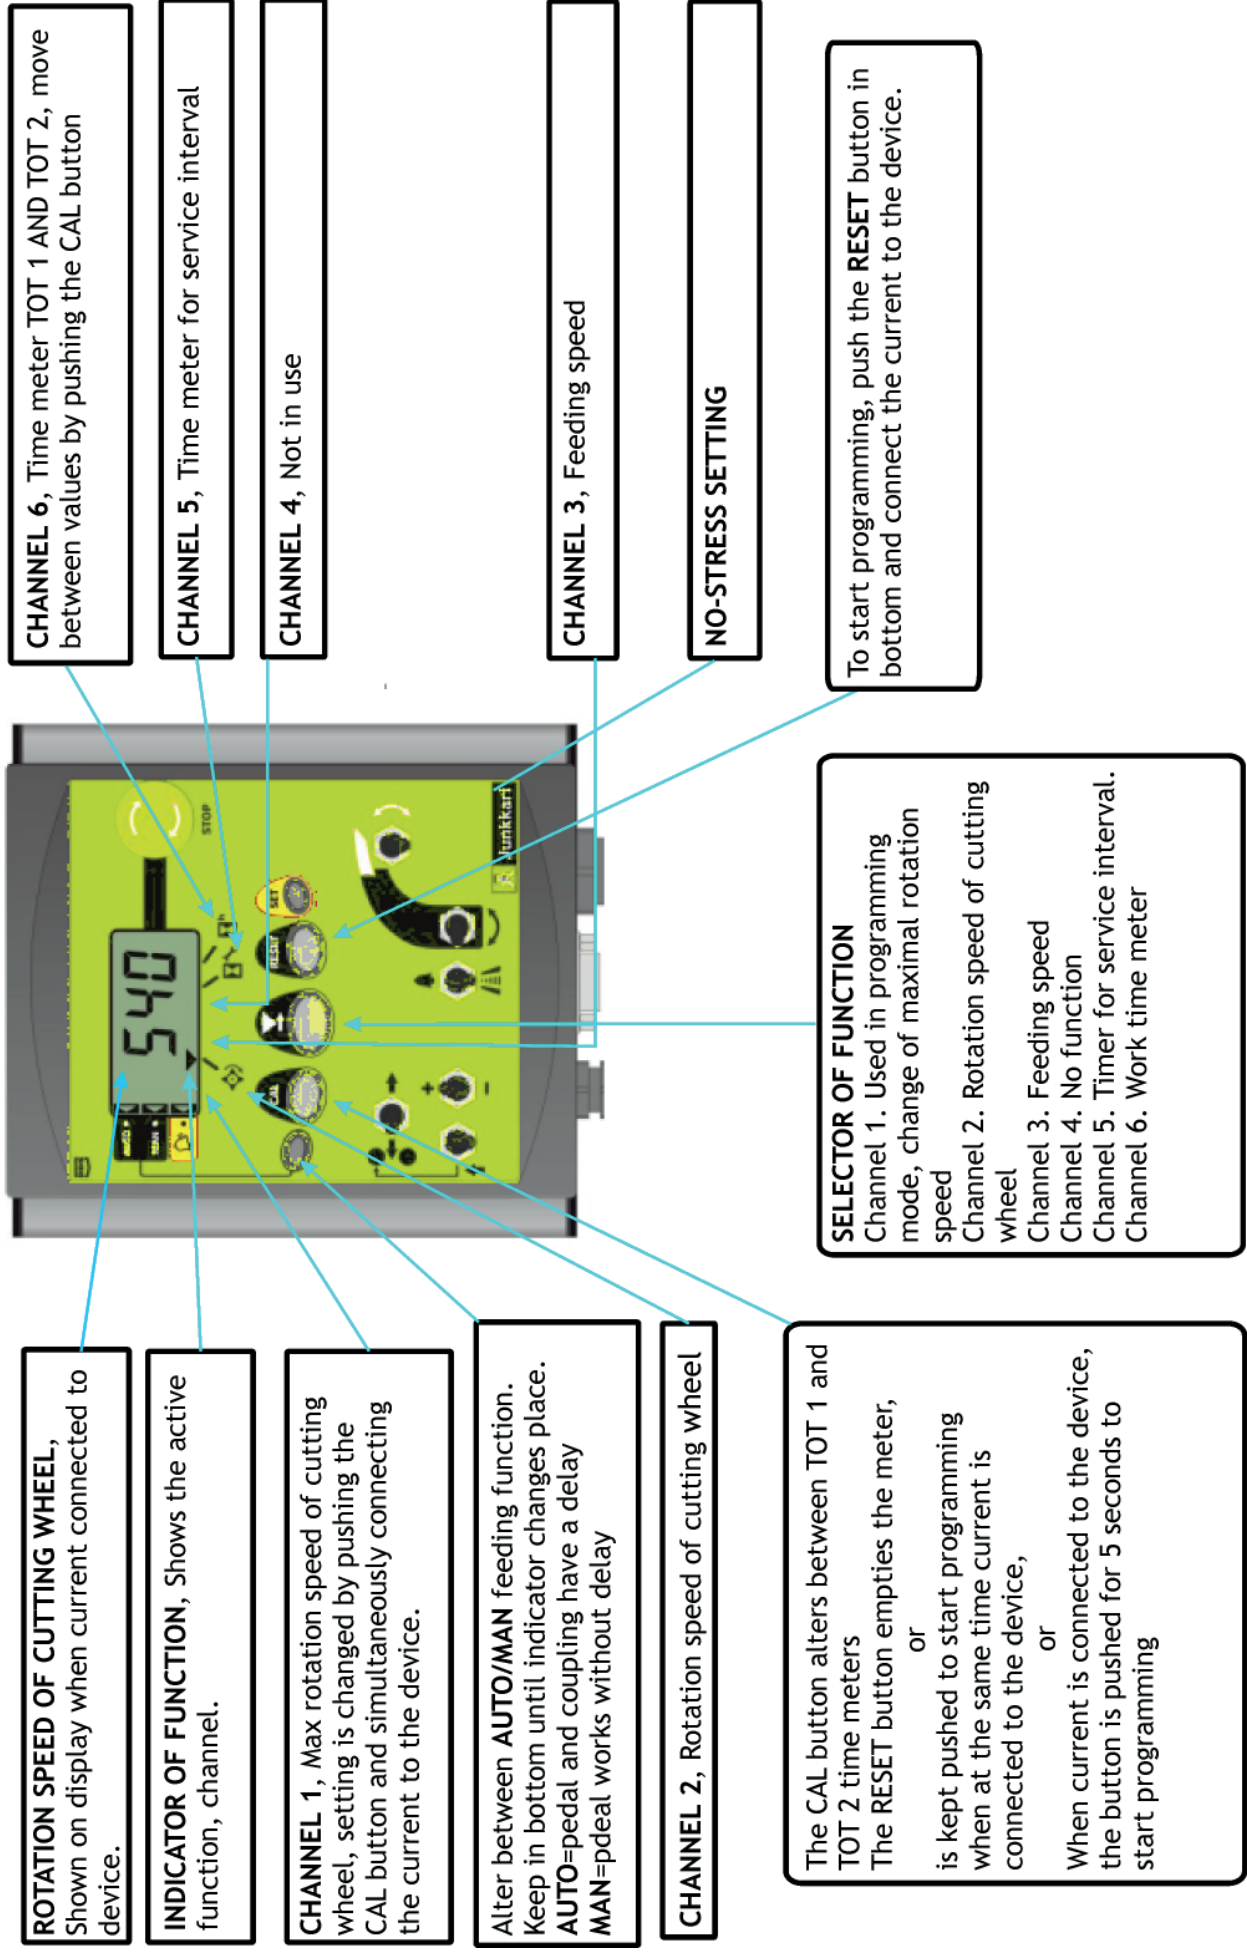 ROTATION SPEED OF CUTTING WHEEL,
Shown on display when current connected to
device.
INDICATOR OF FUNCTION, Shows the active
function, channel.
CHANNEL 1, Max rotation speed of cutting
wheel, setting is changed by pushing the
CAL button and simultaneously connecting
the current to the device.
Alter between AUTO/MAN feeding function.
Keep in bottom until indicator changes place.
AUTO=pedal and coupling have a delay
MAN=pdeal works without delay
CHANNEL 2, Rotation speed of cutting wheel
The CAL button alters between TOT 1 and
TOT 2 time meters
The RESET button empties the meter,
or
is kept pushed to start programming
when at the same time current is
connected to the device,
or
When current is connected to the device,
the button is pushed for 5 seconds to
start programming
540
STOP
CAL
RESET
SET
h
+
-
Junkkari
SELECTOR OF FUNCTION
Channel 1. Used in programming
mode, change of maximal rotation
speed
Channel 2. Rotation speed of cutting
wheel
Channel 3. Feeding speed
Channel 4. No function
Channel 5. Timer for service interval.
Channel 6. Work time meter
CHANNEL 6, Time meter TOT 1 AND TOT 2, move
between values by pushing the CAL button
CHANNEL 5, Time meter for service interval
CHANNEL 4, Not in use
CHANNEL 3, Feeding speed
NO-STRESS SETTING
To start programming, push the RESET button in
bottom and connect the current to the device.